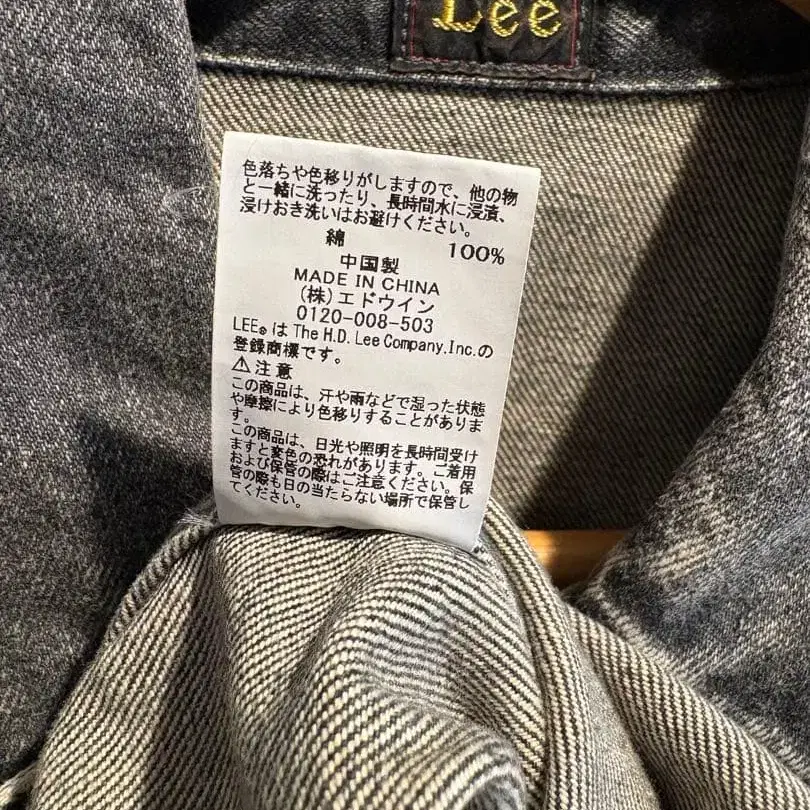 Lee
色落ちや色移りがしますので、他の物
と一緒に洗ったり、長時間水に浸漬、
浸けおき洗いはお避けください。
綿 100%
中国製
MADE IN CHINA
(株)エドウイン
0120-008-503
LEE®は The H.D. Lee Company,Inc.の
登録商標です。
⚠注意
この商品は、汗や雨などで湿った状態
や摩擦により色移りすることがありま
す。
この商品は、日光や照明を長時間受け
ますと変色の恐れがあります。ご着用
および保管の際はご注意ください。保
管の際も日の当たらない場所で保管し
てください。